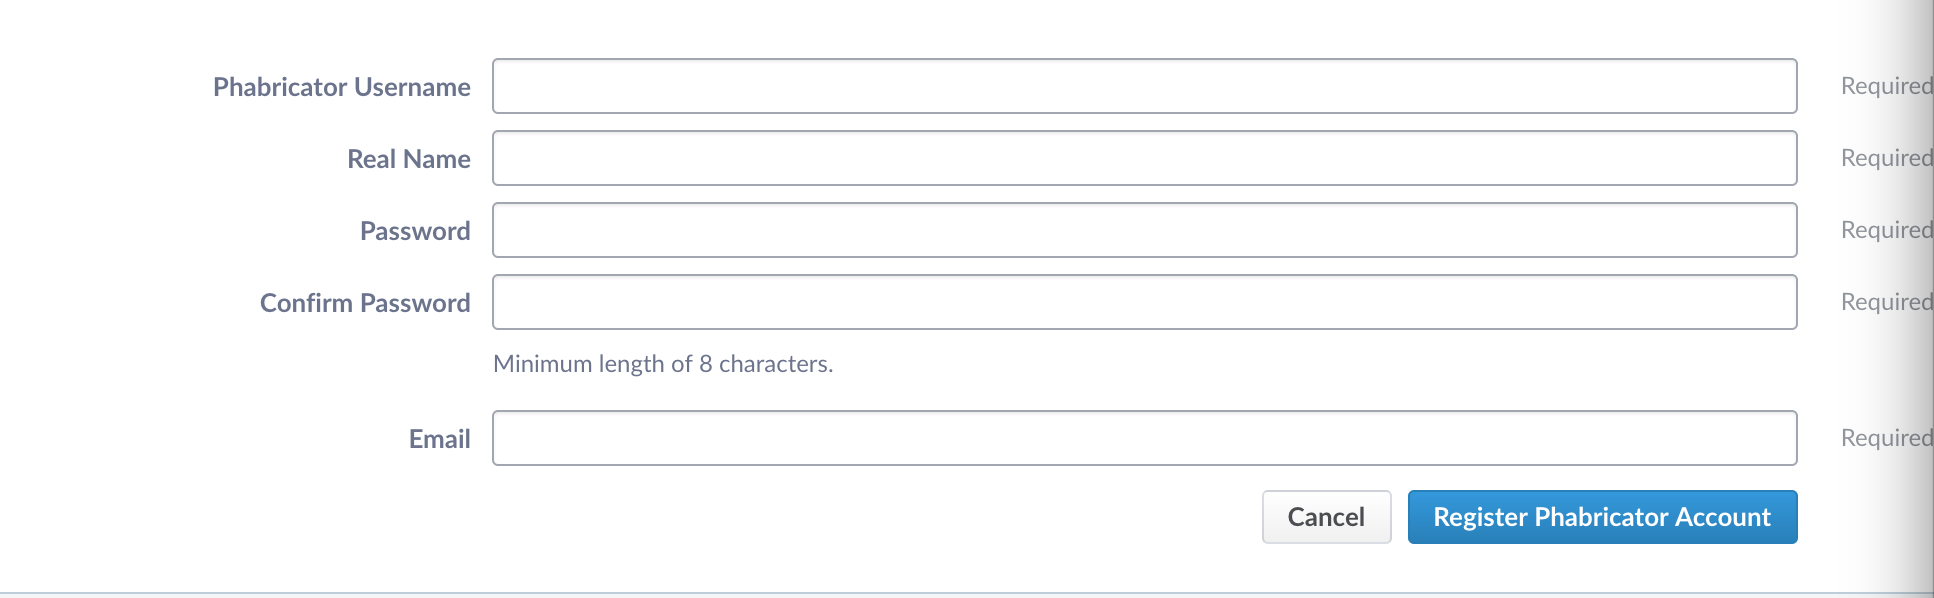 Phabricator Username Required
Real Name Required
Password Required
Confirm Password Required
Minimum length of 8 characters.
Email Required
Cancel Register Phabricator Account